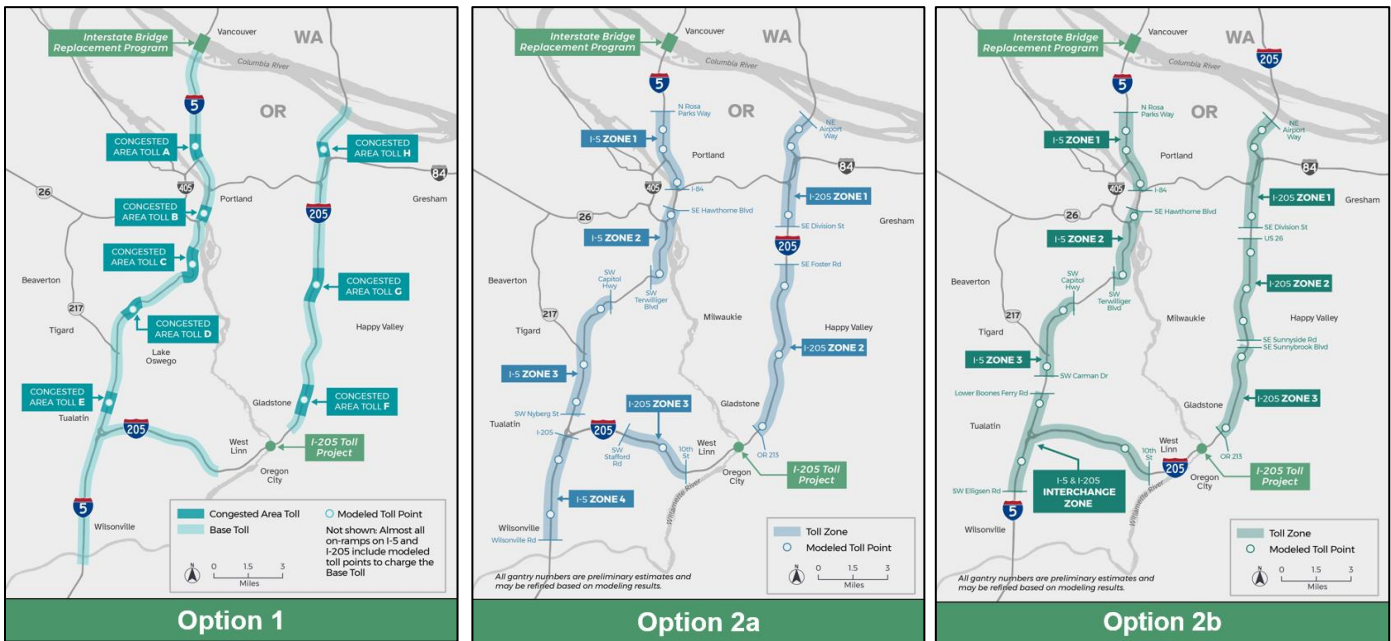 Interstate Bridge
Replacement Program
Vancouver
WA
Columbia River
5
OR
CONGESTED
AREA TOLL A
CONGESTED
AREA TOLL H
84
405
26
Portland
Gresham
CONGESTED
AREA TOLL B
205
CONGESTED
AREA TOLL C
Beaverton
CONGESTED
AREA TOLL G
217
CONGESTED
AREA TOLL D
Happy Valley
Tigard
Lake
Oswego
CONGESTED
AREA TOLL E
CONGESTED
AREA TOLL F
Gladstone
Tualatin
205
West
Linn
I-205 Toll
Project
Oregon
City
5
Wilsonville
Congested Area Toll
Base Toll
Modeled Toll Point
Not shown: Almost all
on-ramps on I-5 and
I-205 include modeled
toll points to charge the
Base Toll
N
0 3
Miles
Option 1
Interstate Bridge
Replacement Program
Vancouver
WA
Columbia River
5
OR
N Rosa
Parks Way
NE
Airport
Way
I-5 ZONE 1
Portland
84
405
I-84
I-205 ZONE 1
26
SE Hawthorne Blvd
Gresham
SE Division St
I-5 ZONE 2
205
SE Foster Rd
SW
Capitol
Hwy
SW
Terwilliger
Blvd
Beaverton
217
Milwaukie
Happy Valley
Tigard
I-205 ZONE 2
I-5 ZONE 3
I-205 ZONE 3
Gladstone
SW Nyberg St
Tualatin
I-205
205
SW
Stafford
Rd
10th
St
West
Linn
OR 213
Oregon
City
I-205 Toll
Project
Willamette River
I-5 ZONE 4
Wilsonville
Wilsonville Rd
Toll Zone
Modeled Toll Point
N
0 3
Miles
All gantry numbers are preliminary estimates and
may be refined based on modeling results.
Option 2a
Interstate Bridge
Replacement Program
Vancouver
WA
205
Columbia River
5
OR
N Rosa
Parks Way
NE
Airport
Way
I-5 ZONE 1
Portland
84
405
I-84
I-205 ZONE 1
Gresham
26
SE Hawthorne Blvd
SE Division St
US 26
I-5 ZONE 2
SW
Capitol
Hwy
SW
Terwilliger
Blvd
Beaverton
I-205 ZONE 2
217
Milwaukie
Happy Valley
Tigard
SE Sunnyside Rd
SE Sunnybrook Blvd
I-5 ZONE 3
SW Carman Dr
Lower Boones Ferry Rd
I-205 ZONE 3
Gladstone
Tualatin
10th
St
West
Linn
OR 213
205
Oregon
City
I-205 Toll
Project
Willamette River
SW Elligsen Rd
I-5 & I-205
INTERCHANGE
ZONE
5
Wilsonville
Toll Zone
Modeled Toll Point
N
0 3
Miles
All gantry numbers are preliminary estimates and
may be refined based on modeling results.
Option 2b